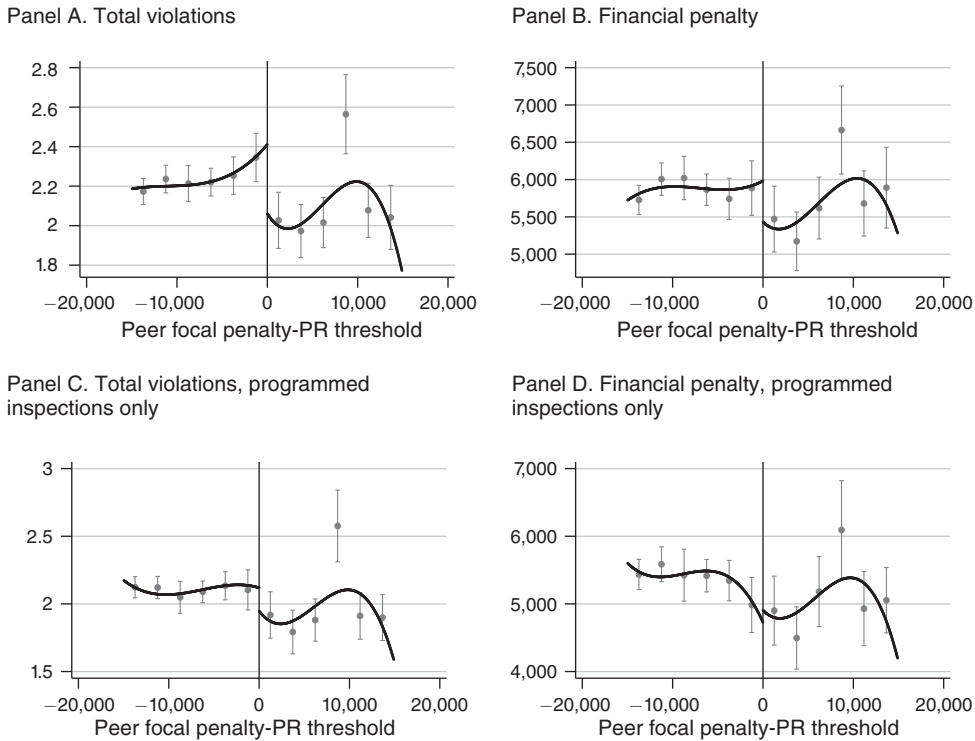 Panel A. Total violations
2.8
2.6
2.4
2.2
2
1.8
−20,000 −10,000 0 10,000 20,000
Peer focal penalty-PR threshold
Panel B. Financial penalty
7,500
7,000
6,500
6,000
5,500
5,000
−20,000 −10,000 0 10,000 20,000
Peer focal penalty-PR threshold
Panel C. Total violations, programmed
inspections only
3
2.5
2
1.5
−20,000 −10,000 0 10,000 20,000
Peer focal penalty-PR threshold
Panel D. Financial penalty, programmed
inspections only
7,000
6,000
5,000
4,000
−20,000 −10,000 0 10,000 20,000
Peer focal penalty-PR threshold